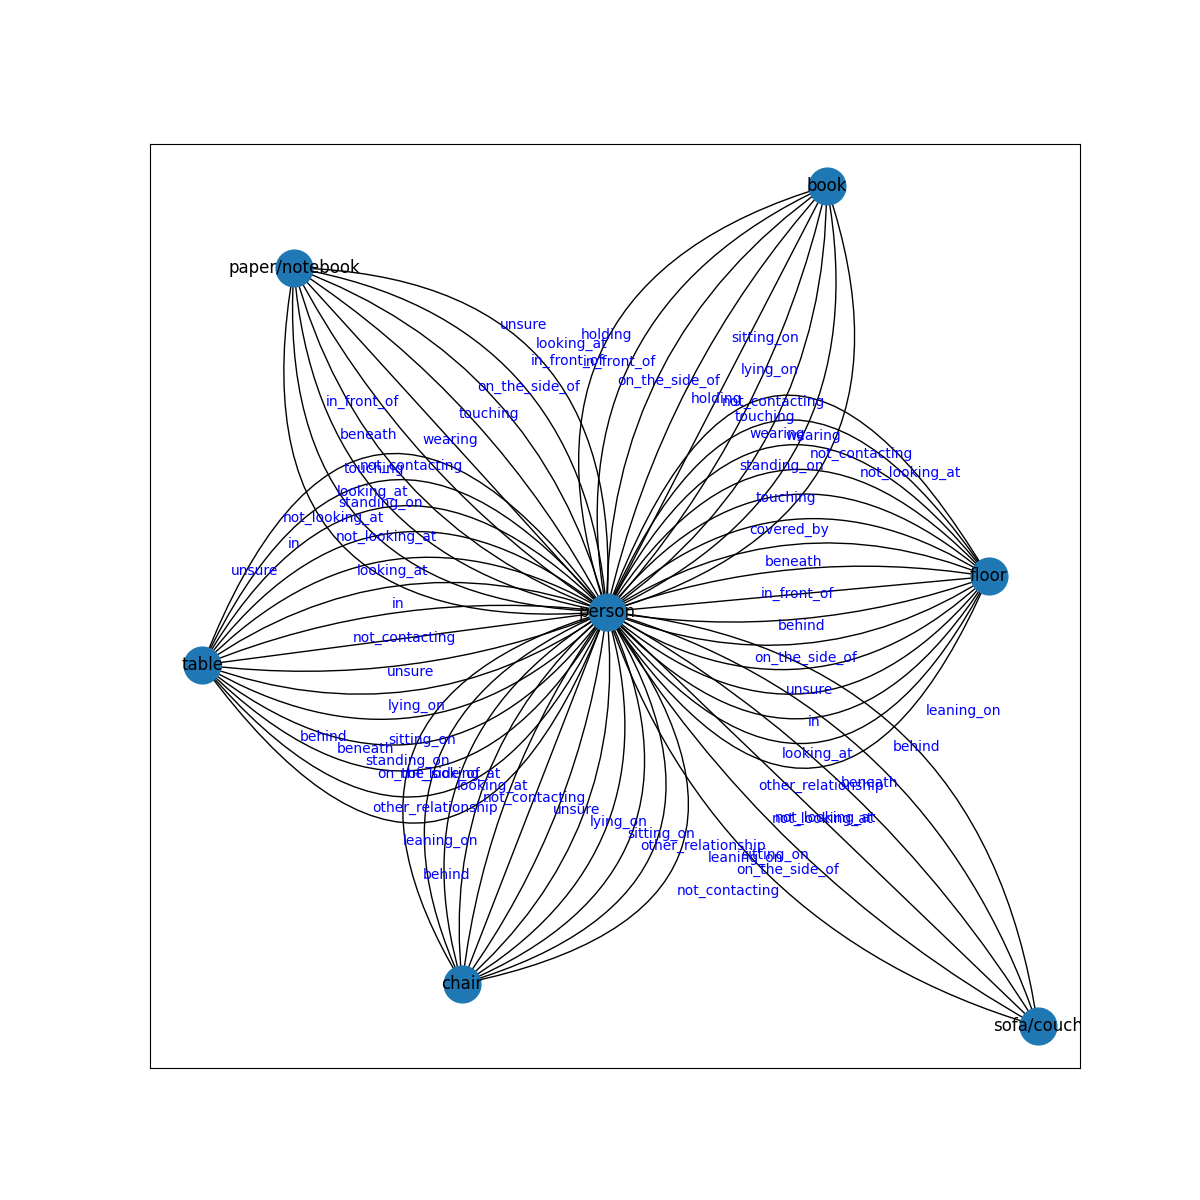 book
paper/notebook
unsure
holding
looking_at
sitting_on
in_front_of
in_front_of
lying_on
on_the_side_of
on_the_side_of
holding
not_contacting
in_front_of
touching
touching
beneath
wearing
wearing
wearing
not_contacting
touching
not_contacting
standing_on
not_looking_at
looking_at
standing_on
touching
not_looking_at
not_looking_at
covered_by
in
beneath
unsure
looking_at
floor
in
in_front_of
person
behind
not_contacting
on_the_side_of
table
unsure
unsure
lying_on
leaning_on
in
behind
sitting_on
behind
beneath
looking_at
standing_on
on_the_side_of
not_looking_at
looking_at
other_relationship
beneath
not_contacting
other_relationship
unsure
lying_on
not_looking_at
not_looking_at
sitting_on
leaning_on
other_relationship
leaning_on
sitting_on
behind
on_the_side_of
not_contacting
chair
sofa/couch